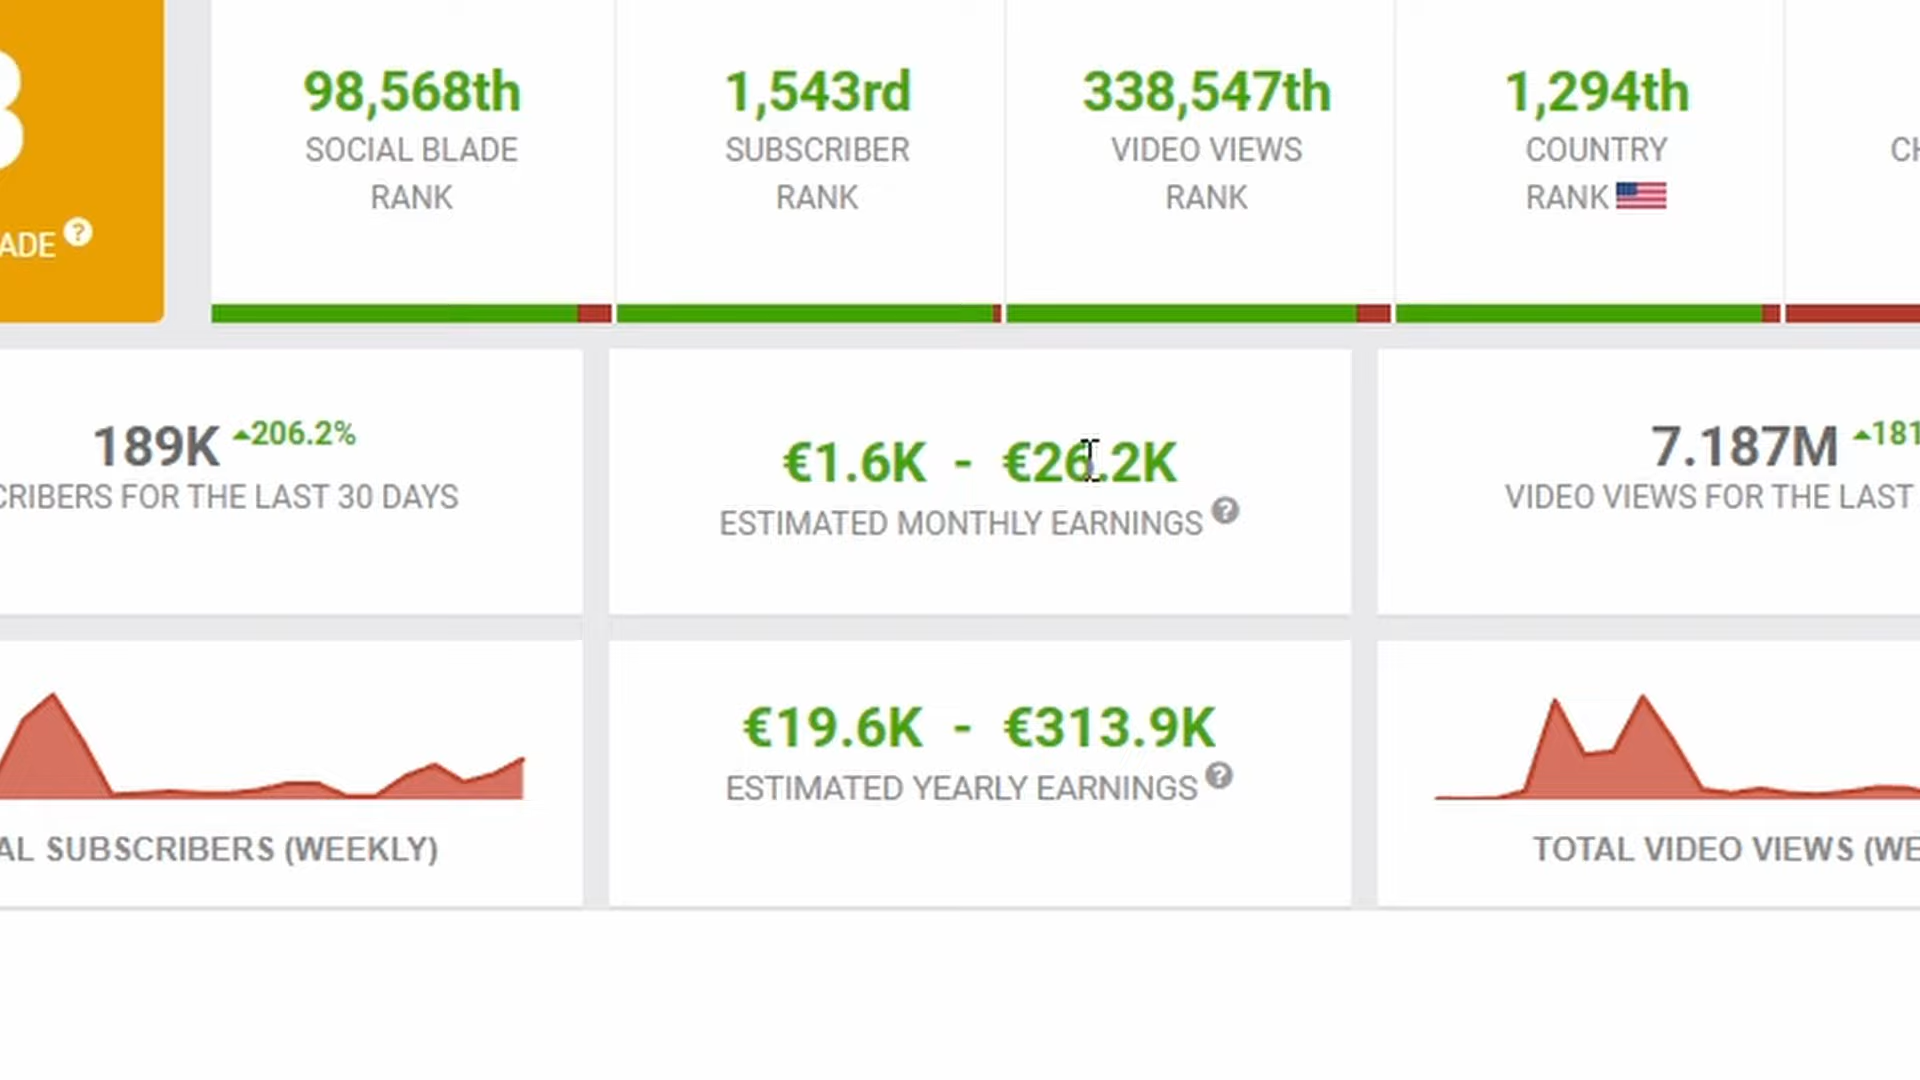 98,568th
SOCIAL BLADE
RANK
1,543rd
SUBSCRIBER
RANK
338,547th
VIDEO VIEWS
RANK
1,294th
COUNTRY
RANK
CH
ADE ?
189K 206.2%
CRIBERS FOR THE LAST 30 DAYS
€1.6K - €26.2K
ESTIMATED MONTHLY EARNINGS ?
7.187M 181
VIDEO VIEWS FOR THE LAST
AL SUBSCRIBERS (WEEKLY)
€19.6K - €313.9K
ESTIMATED YEARLY EARNINGS ?
TOTAL VIDEO VIEWS (WE